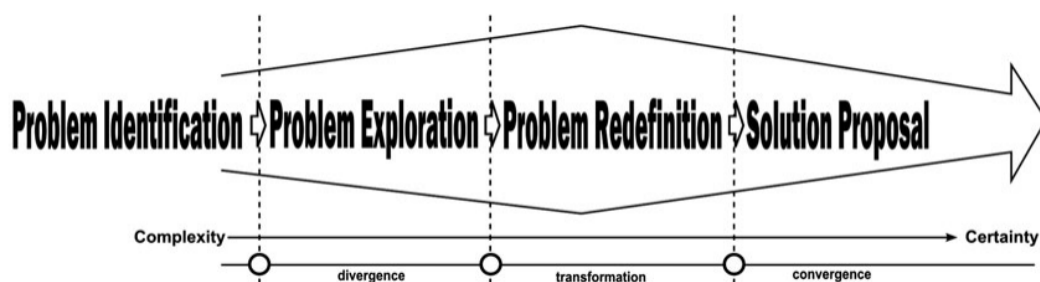 Problem Identification Problem Exploration Problem Redefinition Solution Proposal
Complexity Certainty
divergence transformation convergence